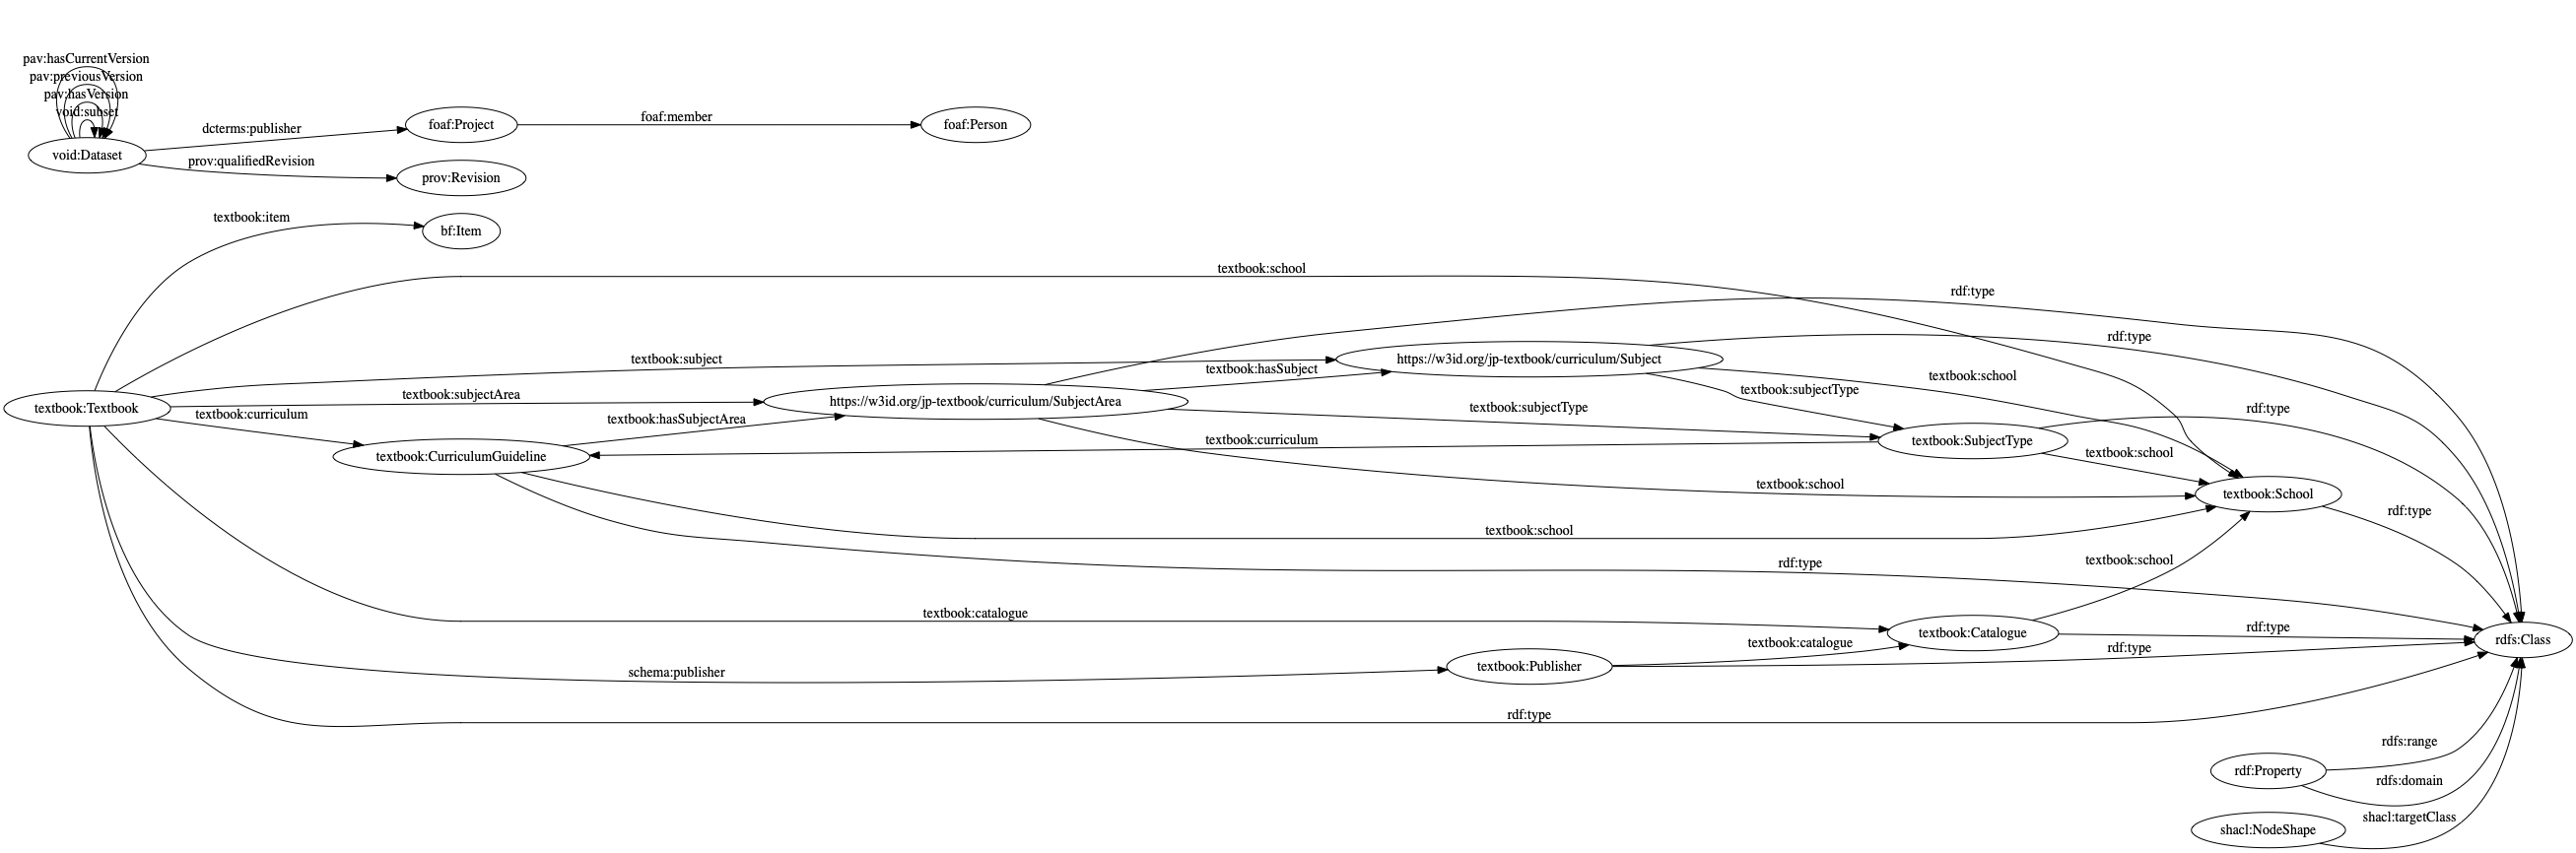 pav:hasCurrentVersion
pav:previousVersion
pav:hasVersion
void:subset
void:Dataset
dcterms:publisher
foaf:Project
foaf:member
foaf:Person
prov:qualifiedRevision
prov:Revision
textbook:item
bf:Item
textbook:school
rdf:type
textbook:subject
https://w3id.org/jp-textbook/curriculum/Subject
rdf:type
textbook:hasSubject
textbook:school
textbook:subjectType
textbook:Textbook
textbook:subjectArea
https://w3id.org/jp-textbook/curriculum/SubjectArea
textbook:subjectType
rdf:type
textbook:curriculum
textbook:hasSubjectArea
textbook:curriculum
textbook:SubjectType
textbook:CurriculumGuideline
textbook:school
textbook:school
textbook:School
rdf:type
textbook:school
rdf:type
textbook:school
textbook:catalogue
textbook:Catalogue
rdf:type
rdfs:Class
textbook:catalogue
rdf:type
schema:publisher
textbook:Publisher
rdf:type
rdfs:range
rdf:Property
rdfs:domain
shacl:targetClass
shacl:NodeShape